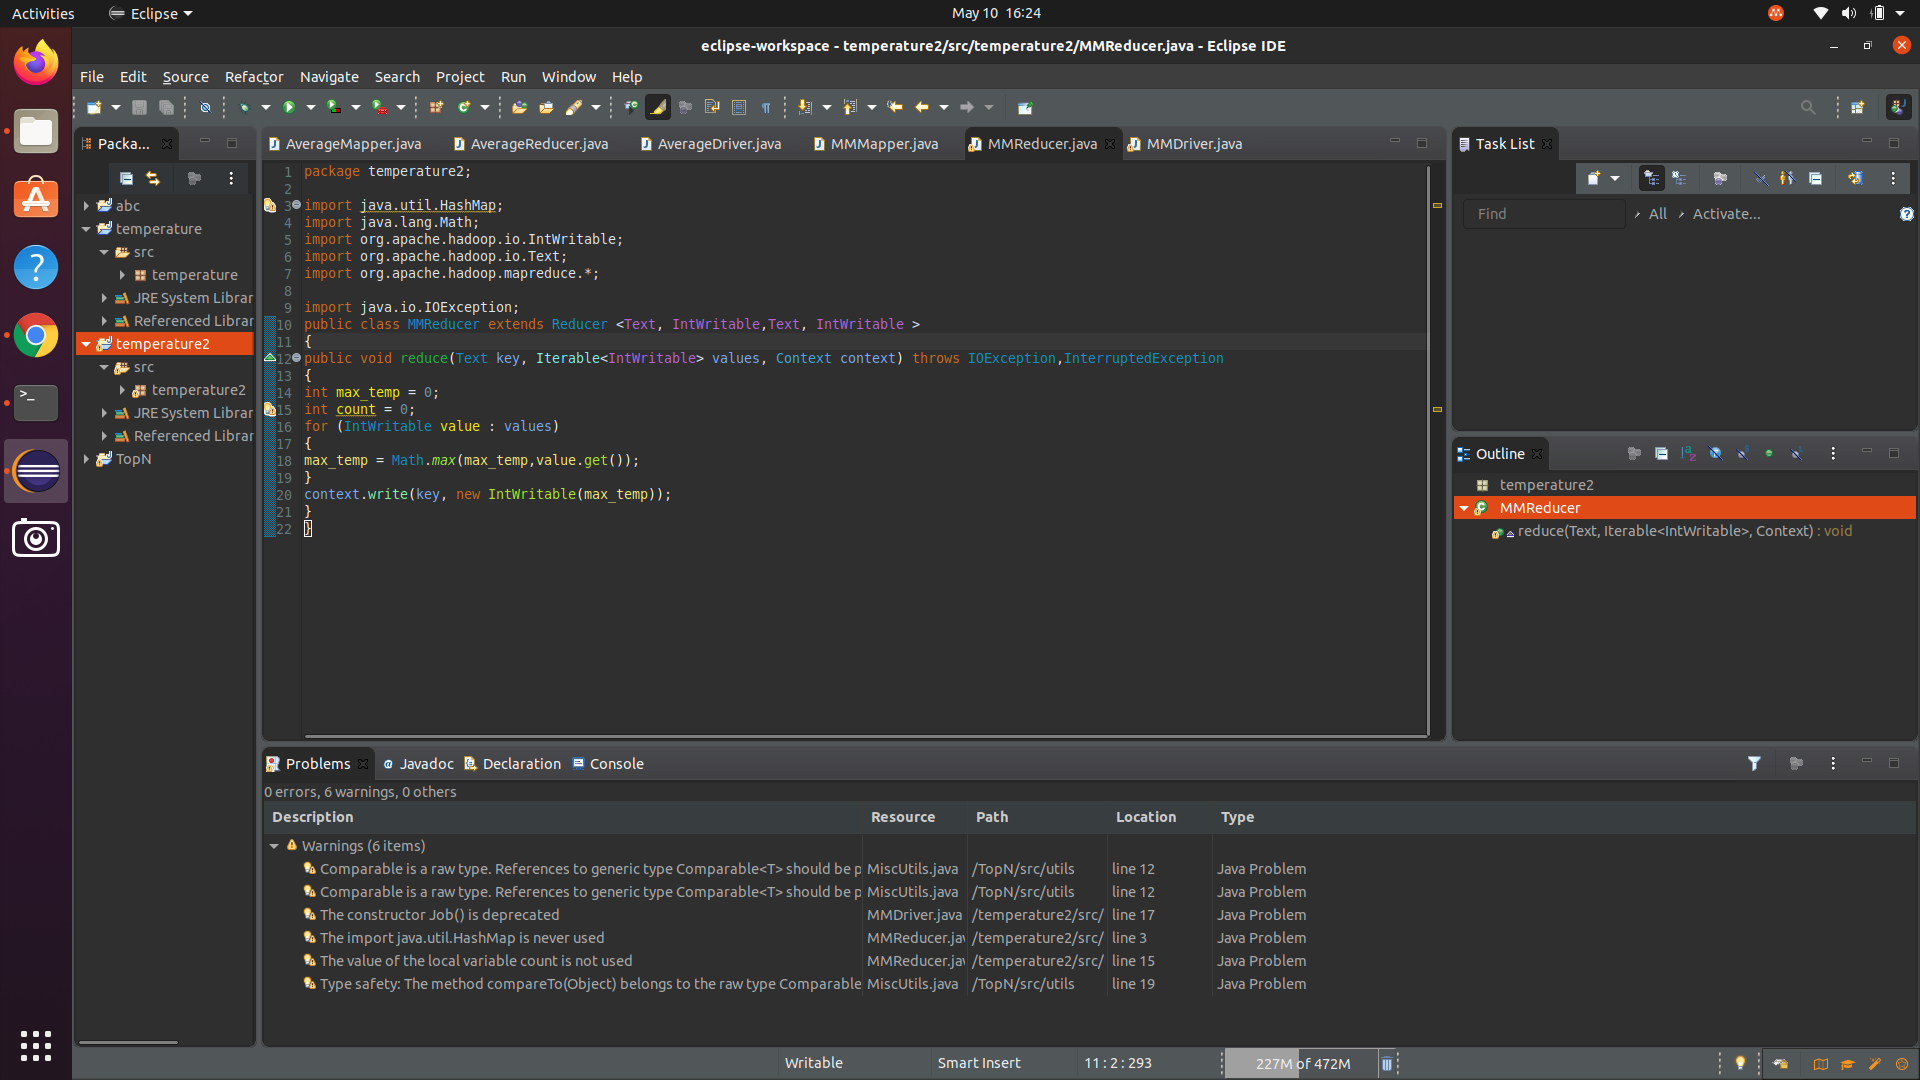 Activities
Eclipse
May 10 16:24
eclipse-workspace - temperature2/src/temperature2/MMReducer.java - Eclipse IDE
File Edit Source Refactor Navigate Search Project Run Window Help
Packa...
abc
temperature
src
temperature
JRE System Librar
Referenced Librar
temperature2
src
temperature2
JRE System Librar
Referenced Librar
TopN
AverageMapper.java AverageReducer.java AverageDriver.java MMMapper.java MMReducer.java MMDriver.java
1 package temperature2;
2
3 import java.util.HashMap;
4 import java.lang.Math;
5 import org.apache.hadoop.io.IntWritable;
6 import org.apache.hadoop.io.Text;
7 import org.apache.hadoop.mapreduce.*;
8
9 import java.io.IOException;
10 public class MMReducer extends Reducer <Text, IntWritable,Text, IntWritable >
11 {
12 public void reduce(Text key, Iterable<IntWritable> values, Context context) throws IOException,InterruptedException
13 {
14 int max_temp = 0;
15 int count = 0;
16 for (IntWritable value : values)
17 {
18 max_temp = Math.max(max_temp,value.get());
19 }
20 context.write(key, new IntWritable(max_temp));
21 }
22 }
Task List
Find
All
Activate...
Outline
temperature2
MMReducer
reduce(Text, Iterable<IntWritable>, Context) : void
Problems Javadoc Declaration Console
0 errors, 6 warnings, 0 others
Description Resource Path Location Type
Warnings (6 items)
Comparable is a raw type. References to generic type Comparable<T> should be p MiscUtils.java /TopN/src/utils line 12 Java Problem
Comparable is a raw type. References to generic type Comparable<T> should be p MiscUtils.java /TopN/src/utils line 12 Java Problem
The constructor Job() is deprecated MMDriver.java /temperature2/src/ line 17 Java Problem
The import java.util.HashMap is never used MMReducer.jav /temperature2/src/ line 3 Java Problem
The value of the local variable count is not used MMReducer.jav /temperature2/src/ line 15 Java Problem
Type safety: The method compareTo(Object) belongs to the raw type Comparable MiscUtils.java /TopN/src/utils line 19 Java Problem
Writable
Smart Insert
11 : 2 : 293
227M of 472M